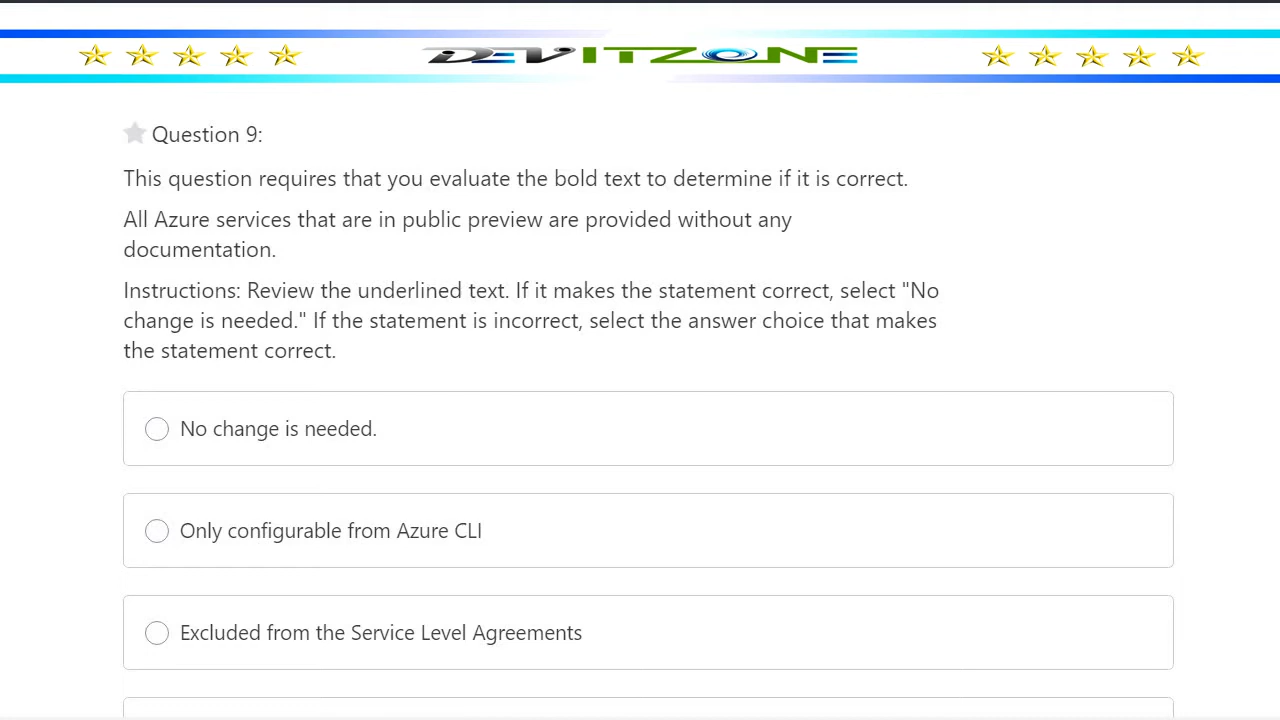 DEVITZONE
Question 9:
This question requires that you evaluate the bold text to determine if it is correct.
All Azure services that are in public preview are provided without any
documentation.
Instructions: Review the underlined text. If it makes the statement correct, select "No
change is needed." If the statement is incorrect, select the answer choice that makes
the statement correct.
No change is needed.
Only configurable from Azure CLI
Excluded from the Service Level Agreements